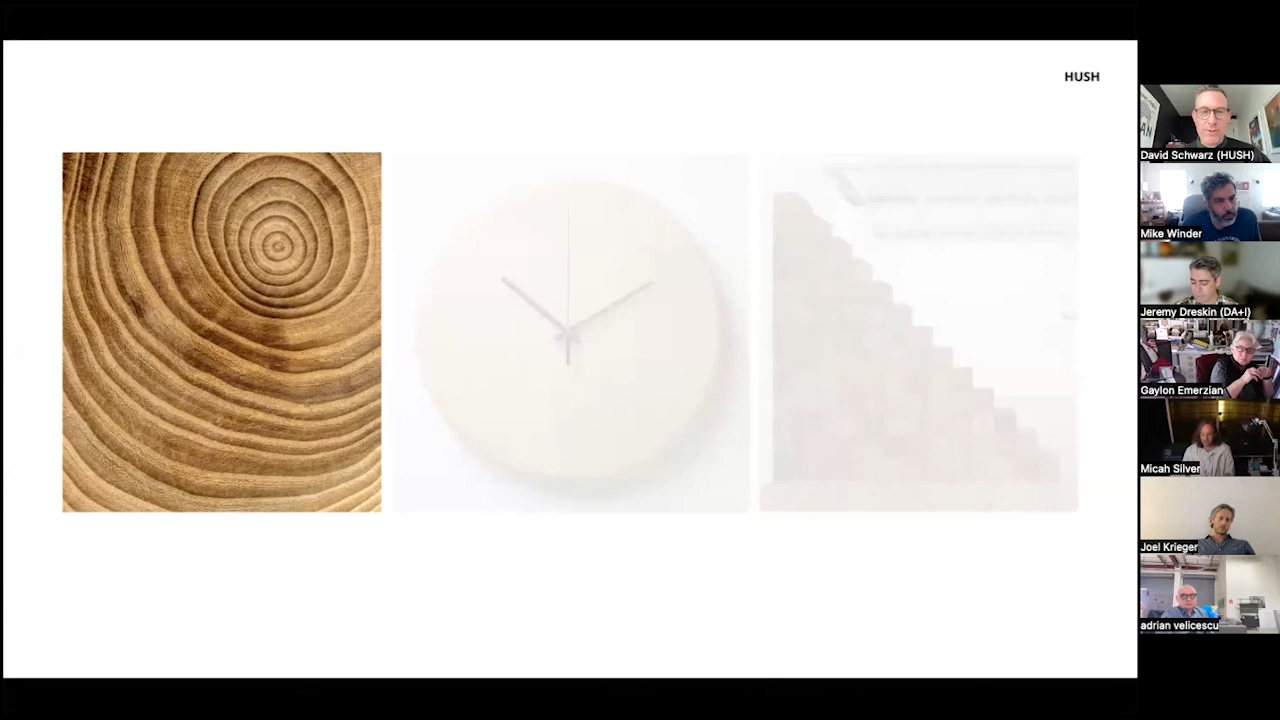 HUSH
David Schwarz (HUSH)
Mike Winder
Jeremy Dreskin (DA+I)
Gaylon Emerzian
Micah Silver
Joel Krieger
adrian velicescu